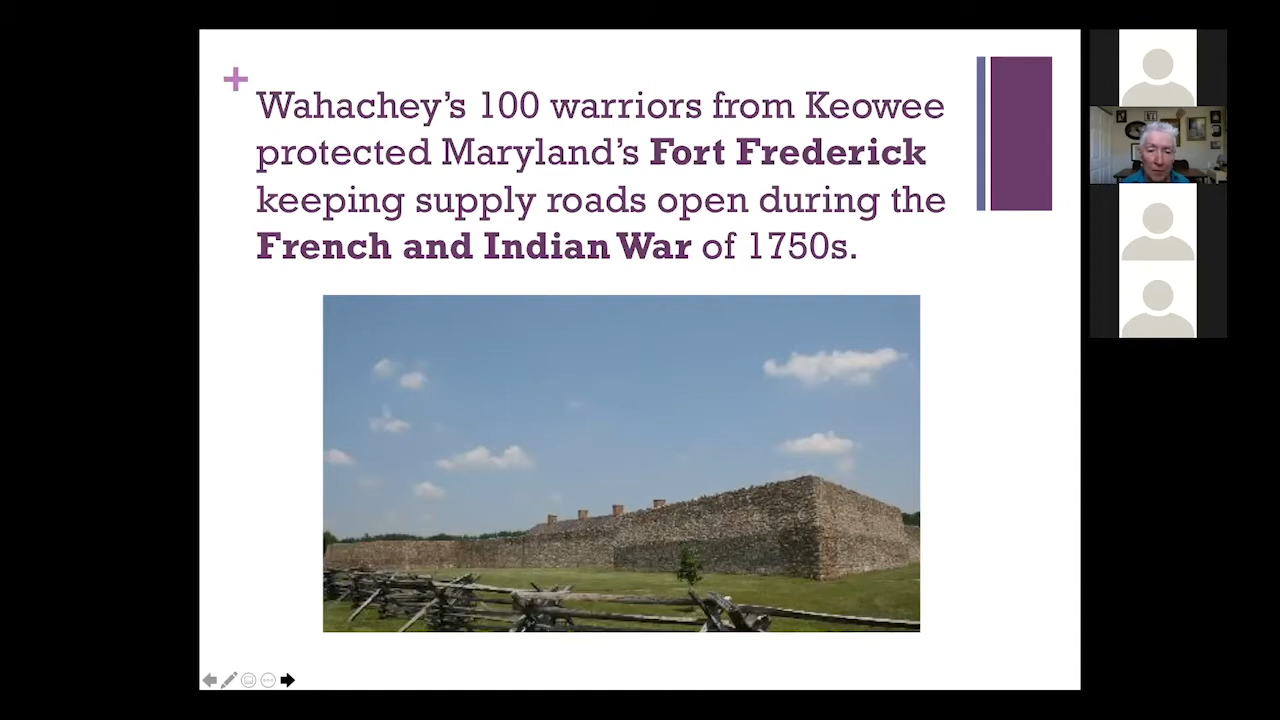 Wahachey’s 100 warriors from Keowee
protected Maryland’s Fort Frederick
keeping supply roads open during the
French and Indian War of 1750s.